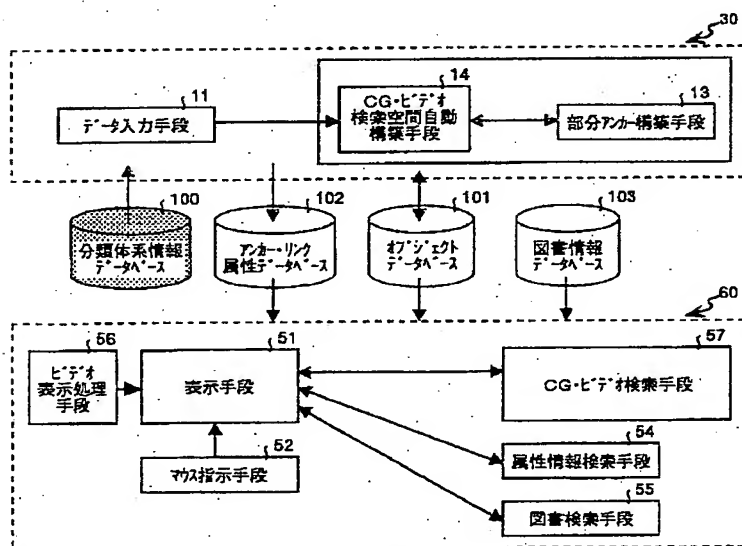 30
11
データ入力手段
14
CG・ビデオ
検索空間自動
構築手段
13
部分アンカー構築手段
100
分類体系情報
データベース
102
アンカー・リンク
属性データベース
101
オブジェクト
データベース
103
図書情報
データベース
60
56
ビデオ
表示処理
手段
51
表示手段
57
CG・ビデオ検索手段
52
マウス指示手段
54
属性情報検索手段
55
図書検索手段